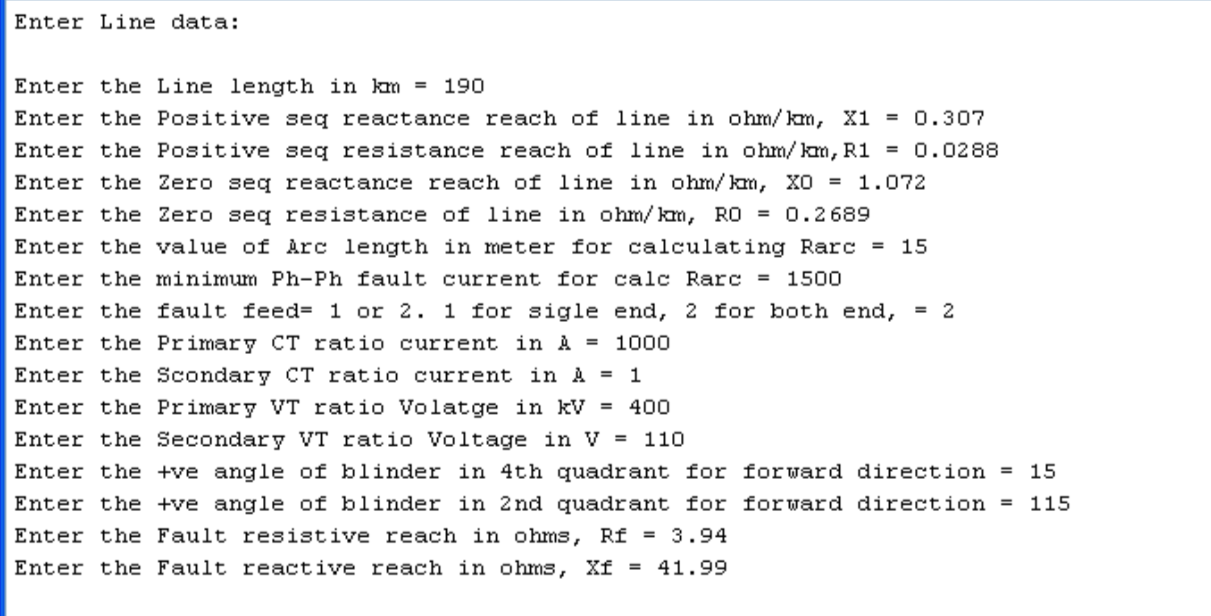 Enter Line data:
Enter the Line length in km = 190
Enter the Positive seq reactance reach of line in ohm/km, X1 = 0.307
Enter the Positive seq resistance reach of line in ohm/km,R1 = 0.0288
Enter the Zero seq reactance reach of line in ohm/km, X0 = 1.072
Enter the Zero seq resistance of line in ohm/km, R0 = 0.2689
Enter the value of Arc length in meter for calculating Rarc = 15
Enter the minimum Ph-Ph fault current for calc Rarc = 1500
Enter the fault feed= 1 or 2. 1 for sigle end, 2 for both end, = 2
Enter the Primary CT ratio current in A = 1000
Enter the Scondary CT ratio current in A = 1
Enter the Primary VT ratio Volatge in kV = 400
Enter the Secondary VT ratio Voltage in V = 110
Enter the +ve angle of blinder in 4th quadrant for forward direction = 15
Enter the +ve angle of blinder in 2nd quadrant for forward direction = 115
Enter the Fault resistive reach in ohms, Rf = 3.94
Enter the Fault reactive reach in ohms, Xf = 41.99